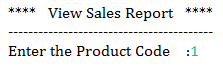 ****   View Sales Report   ****
------------------------------------------
Enter the Product Code    :1